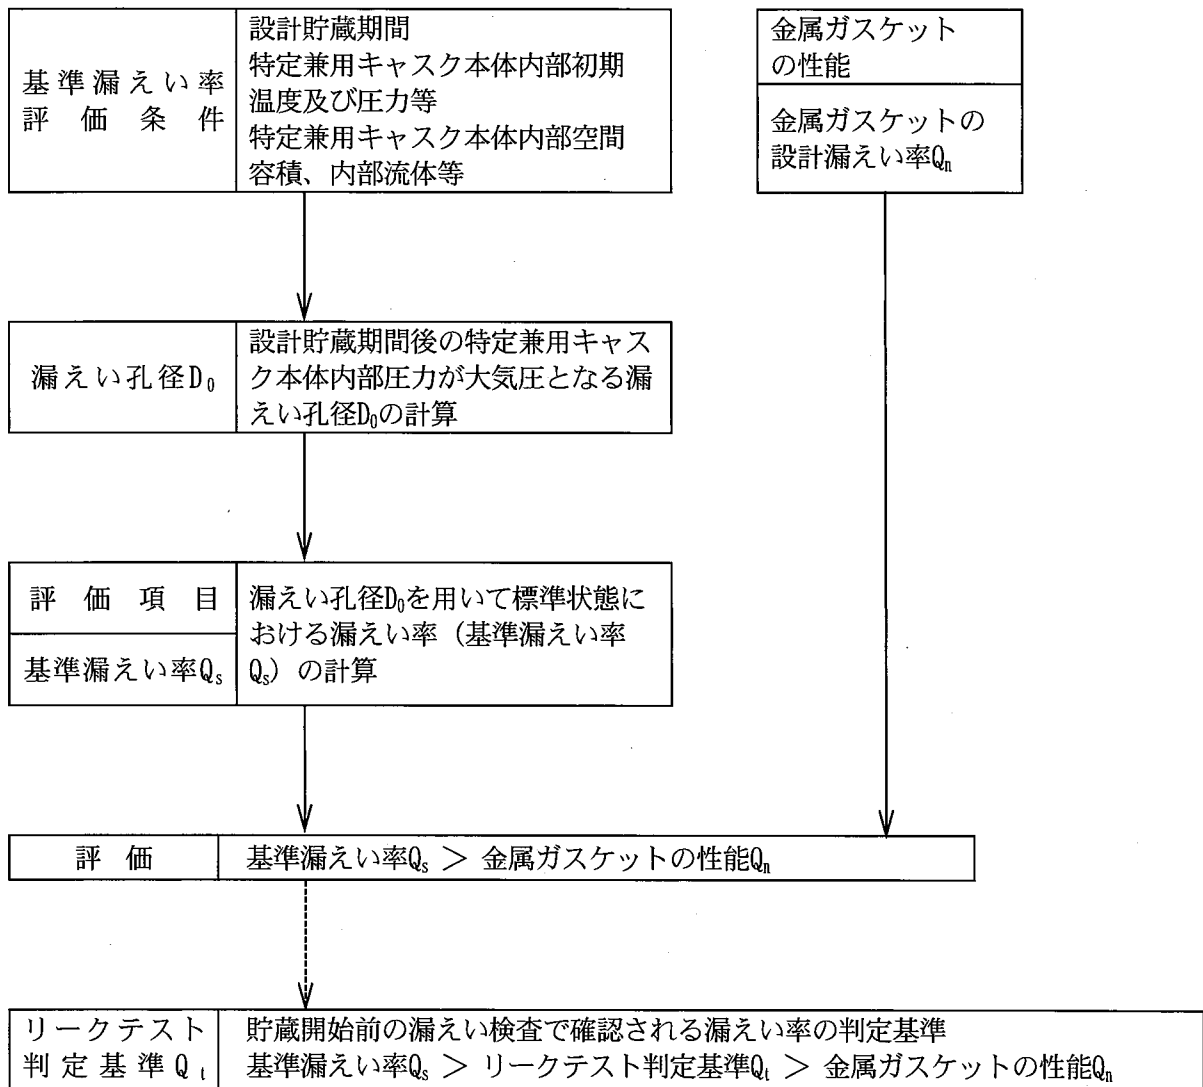 基準漏えい率
評価条件
設計貯蔵期間
特定兼用キャスク本体内部初期
温度及び圧力等
特定兼用キャスク本体内部空間
容積、内部流体等
金属ガスケット
の性能
金属ガスケットの
設計漏えい率Qn
漏えい孔径D0
設計貯蔵期間後の特定兼用キャス
ク本体内部圧力が大気圧となる漏
えい孔径D0の計算
評価項目
基準漏えい率Qs
漏えい孔径D0を用いて標準状態に
おける漏えい率（基準漏えい率
Qs）の計算
評価
基準漏えい率Qs ＞ 金属ガスケットの性能Qn
リークテスト
判定基準Qt
貯蔵開始前の漏えい検査で確認される漏えい率の判定基準
基準漏えい率Qs ＞ リークテスト判定基準Qt ＞ 金属ガスケットの性能Qn